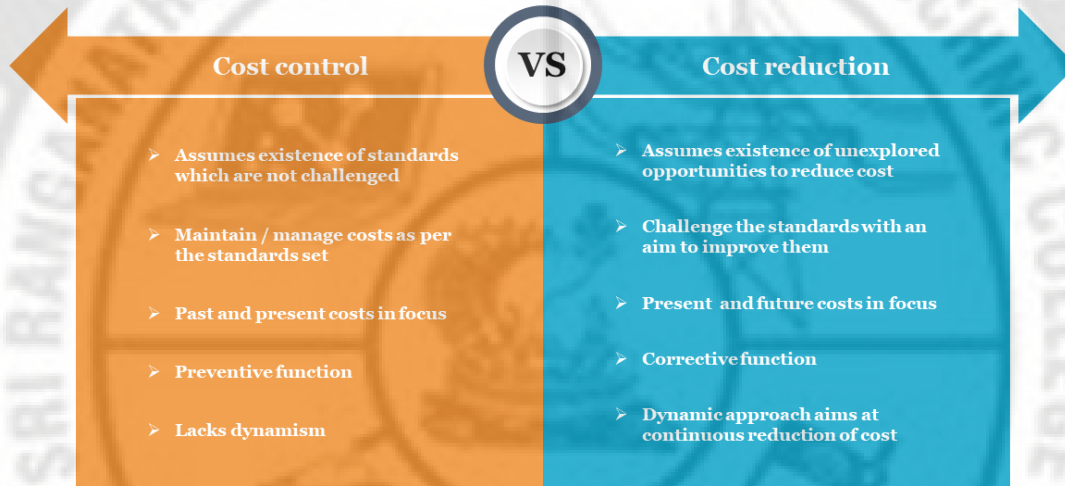 Cost control
VS
Cost reduction
➢ Assumes existence of standards
which are not challenged
➢ Maintain / manage costs as per
the standards set
➢ Past and present costs in focus
➢ Preventive function
➢ Lacks dynamism
➢ Assumes existence of unexplored
opportunities to reduce cost
➢ Challenge the standards with an
aim to improve them
➢ Present and future costs in focus
➢ Corrective function
➢ Dynamic approach aims at
continuous reduction of cost
SRI
COLLEGE